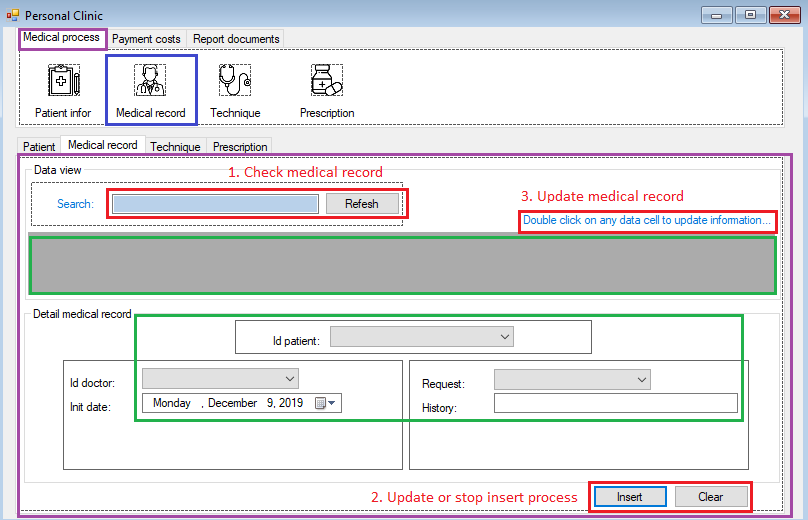 Personal Clinic
Medical process Payment costs Report documents
Patient infor Medical record Technique Prescription
Patient Medical record Technique Prescription
Data view
1. Check medical record
Search: Refesh
3. Update medical record
Double click on any data cell to update information...
Detail medical record
Id patient:
Id doctor:
Request:
Init date: Monday , December 9, 2019
History:
2. Update or stop insert process Insert Clear